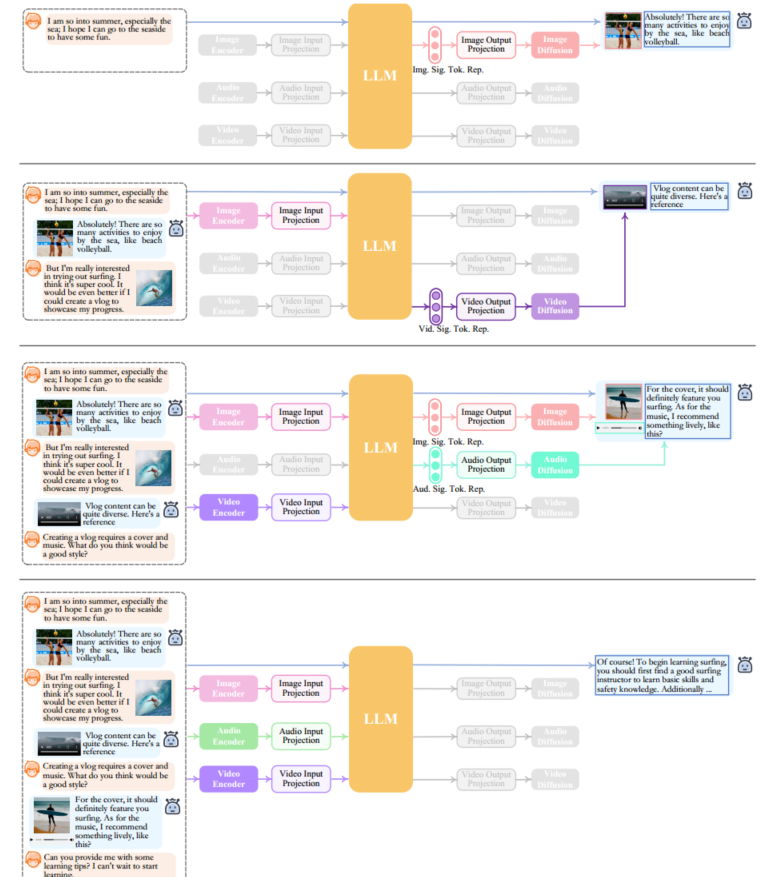 I am so into summer, especially the
sea; I hope I can go to the seaside
to have some fun.
Image
Encoder
Image Input
Projection
Audio
Encoder
Audio Input
Projection
Video
Encoder
Video Input
Projection
LLM
Img. Sig. Tok. Rep.
Image Output
Projection
Image
Diffusion
Audio Output
Projection
Audio
Diffusion
Video Output
Projection
Video
Diffusion
Absolutely! There are so
many activities to enjoy
by the sea, like beach
volleyball.
I am so into summer, especially the
sea; I hope I can go to the seaside
to have some fun.
Absolutely! There are so
many activities to enjoy
by the sea, like beach
volleyball.
But I'm really interested
in trying out surfing. I
think it's super cool. It
would be even better if I
could create a vlog to
showcase my progress.
Image
Encoder
Image Input
Projection
Audio
Encoder
Audio Input
Projection
Video
Encoder
Video Input
Projection
LLM
Image Output
Projection
Image
Diffusion
Audio Output
Projection
Audio
Diffusion
Vid. Sig. Tok. Rep.
Video Output
Projection
Video
Diffusion
Vlog content can be
quite diverse. Here's a
reference
I am so into summer, especially the
sea; I hope I can go to the seaside
to have some fun.
Absolutely! There are so
many activities to enjoy
by the sea, like beach
volleyball.
But I'm really interested
in trying out surfing. I
think it's super cool. It
would be even better if I
could create a vlog to
showcase my progress.
Vlog content can be
quite diverse. Here's a
reference
Creating a vlog requires a cover and
music. What do you think would be
a good style?
Image
Encoder
Image Input
Projection
Audio
Encoder
Audio Input
Projection
Video
Encoder
Video Input
Projection
LLM
Img. Sig. Tok. Rep.
Image Output
Projection
Image
Diffusion
Aud. Sig. Tok. Rep.
Audio Output
Projection
Audio
Diffusion
Video Output
Projection
Video
Diffusion
For the cover, it should
definitely feature you
surfing. As for the
music, I recommend
something lively, like
this?
I am so into summer, especially the
sea; I hope I can go to the seaside
to have some fun.
Absolutely! There are so
many activities to enjoy
by the sea, like beach
volleyball.
But I'm really interested
in trying out surfing. I
think it's super cool. It
would be even better if I
could create a vlog to
showcase my progress.
Vlog content can be
quite diverse. Here's a
reference
Creating a vlog requires a cover and
music. What do you think would be
a good style?
For the cover, it should
definitely feature you
surfing. As for the
music, I recommend
something lively, like
this?
Can you provide me with some
learning tips? I can't wait to start
learning.
Image
Encoder
Image Input
Projection
Audio
Encoder
Audio Input
Projection
Video
Encoder
Video Input
Projection
LLM
Image Output
Projection
Image
Diffusion
Audio Output
Projection
Audio
Diffusion
Video Output
Projection
Video
Diffusion
Of course! To begin learning surfing,
you should first find a good surfing
instructor to learn basic skills and
safety knowledge. Additionally ...